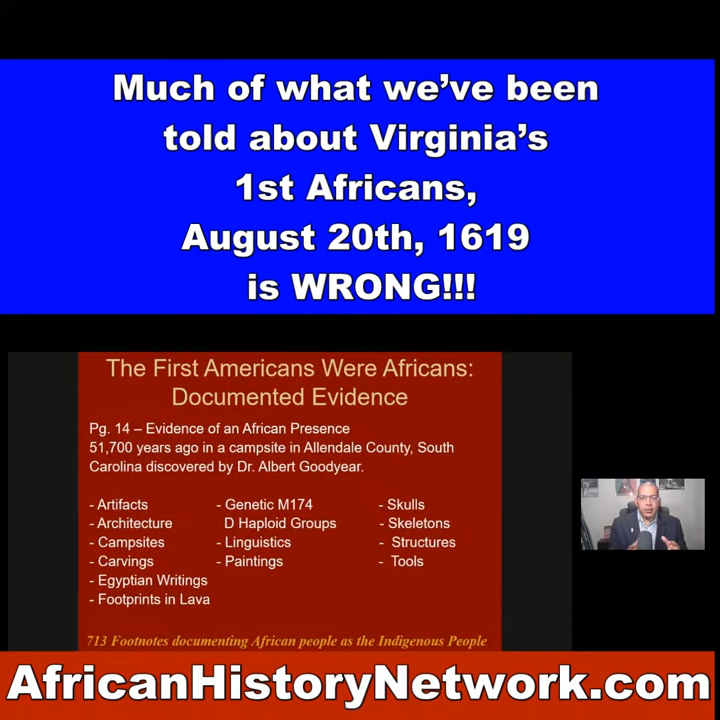 Much of what we've been
told about Virginia's
1st Africans,
August 20th, 1619
is WRONG!!!
The First Americans Were Africans:
Documented Evidence
Pg. 14 – Evidence of an African Presence
51,700 years ago in a campsite in Allendale County, South
Carolina discovered by Dr. Albert Goodyear.
- Artifacts
- Architecture
- Campsites
- Carvings
- Egyptian Writings
- Footprints in Lava
- Genetic M174
D Haploid Groups
- Linguistics
- Paintings
- Skulls
- Skeletons
- Structures
- Tools
713 Footnotes documenting African people as the Indigenous People
AfricanHistoryNetwork.com